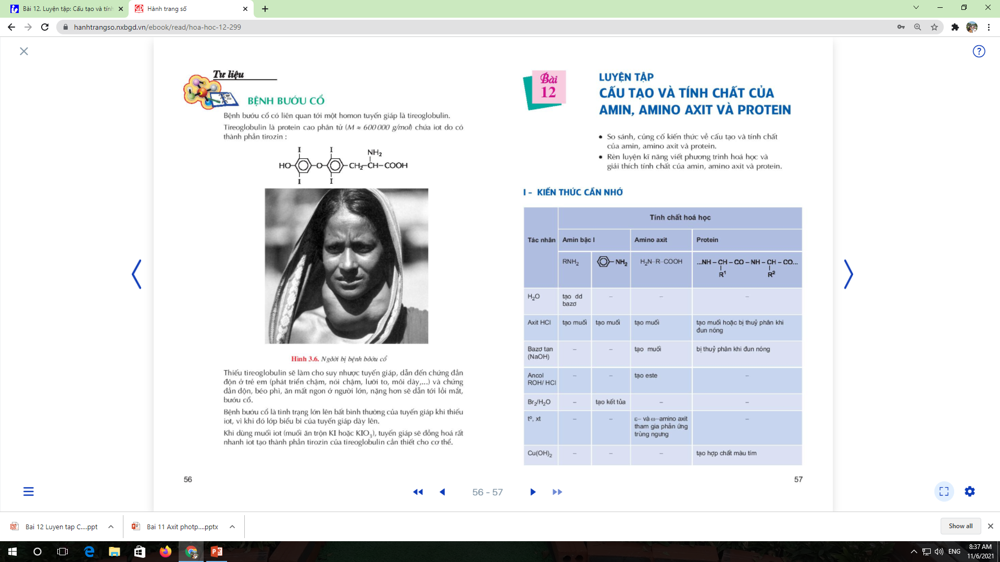 Bài 12. Luyện tập: Cấu tạo và tính
Hành trang số
hanhtrangso.nxbgd.vn/ebook/read/hoa-hoc-12-299
Tư liệu
BỆNH BƯỚU CỔ
Bệnh bướu cổ có liên quan tới một homon tuyến giáp là tireoglobulin.
Tireoglobulin là protein cao phân tử (M ≈ 600 000 g/mol) chứa iot do có
thành phần tirozin :
I I NH₂
HO O CH₂–CH–COOH
I I
Hình 3.6. Ngðời bị bệnh bðớu cổ
Thiếu tireoglobulin sẽ làm cho suy nhược tuyến giáp, dẫn đến chứng đần
độn ở trẻ em (phát triển chậm, nói chậm, lưỡi to, môi dày,...) và chứng
đần độn, béo phì, ăn mất ngon ở người lớn, nặng hơn sẽ dẫn tới lồi mắt,
bướu cổ.
Bệnh bướu cổ là tình trạng lớn lên bất bình thường của tuyến giáp khi thiếu
iot, vì khi đó lớp biểu bì của tuyến giáp dày lên.
Khi dùng muối iot (muối ăn trộn KI hoặc KIO₃), tuyến giáp sẽ đồng hoá rất
nhanh iot tạo thành phần tirozin của tireoglobulin cần thiết cho cơ thể.
56
Bài
12
LUYỆN TẬP
CẤU TẠO VÀ TÍNH CHẤT CỦA
AMIN, AMINO AXIT VÀ PROTEIN
• So sánh, củng cố kiến thức về cấu tạo và tính chất
của amin, amino axit và protein.
• Rèn luyện kĩ năng viết phương trình hoá học và
giải thích tính chất của amin, amino axit và protein.
I - KIẾN THỨC CẦN NHỚ
Tính chất hoá học
Tác nhân Amin bậc I Amino axit Protein
RNH₂ –NH₂ H₂N–R–COOH ...NH – CH – CO – NH – CH – CO...
R¹ R²
H₂O tạo dd – – –
bazơ
Axit HCl tạo muối tạo muối tạo muối tạo muối hoặc bị thuỷ phân khi
đun nóng
Bazơ tan – – tạo muối bị thuỷ phân khi đun nóng
(NaOH)
Ancol – – tạo este –
ROH/ HCl
Br₂/H₂O – tạo kết tủa – –
tº, xt – – ε– và ω–amino axit –
tham gia phản ứng
trùng ngưng
Cu(OH)₂ – – – tạo hợp chất màu tím
57
56 - 57
Bai 12 Luyen tap C....ppt
Bai 11 Axit photp....pptx
Show all
ENG
8:37 AM
11/6/2021